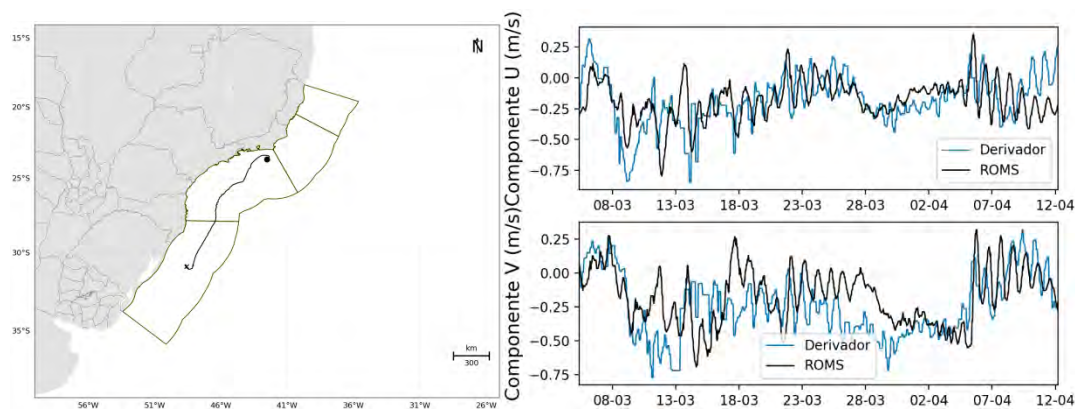 15°S
20°S
25°S
30°S
35°S
56°W 51°W 46°W 41°W 36°W 31°W 26°W
N
km
300
Componente U (m/s)
0.25
0.00
-0.25
-0.50
-0.75
Derivador
ROMS
08-03 13-03 18-03 23-03 28-03 02-04 07-04 12-04
Componente V (m/s)
0.25
0.00
-0.25
-0.50
-0.75
Derivador
ROMS
08-03 13-03 18-03 23-03 28-03 02-04 07-04 12-04